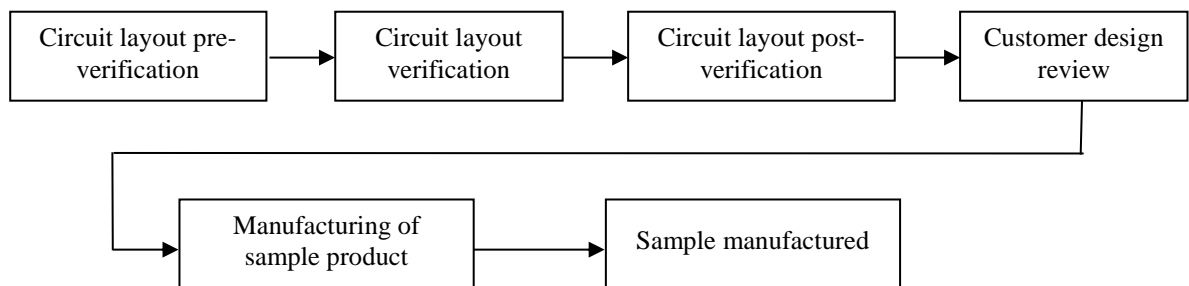 Circuit layout pre-
verification
Circuit layout
verification
Circuit layout post-
verification
Customer design
review
Manufacturing of
sample product
Sample manufactured